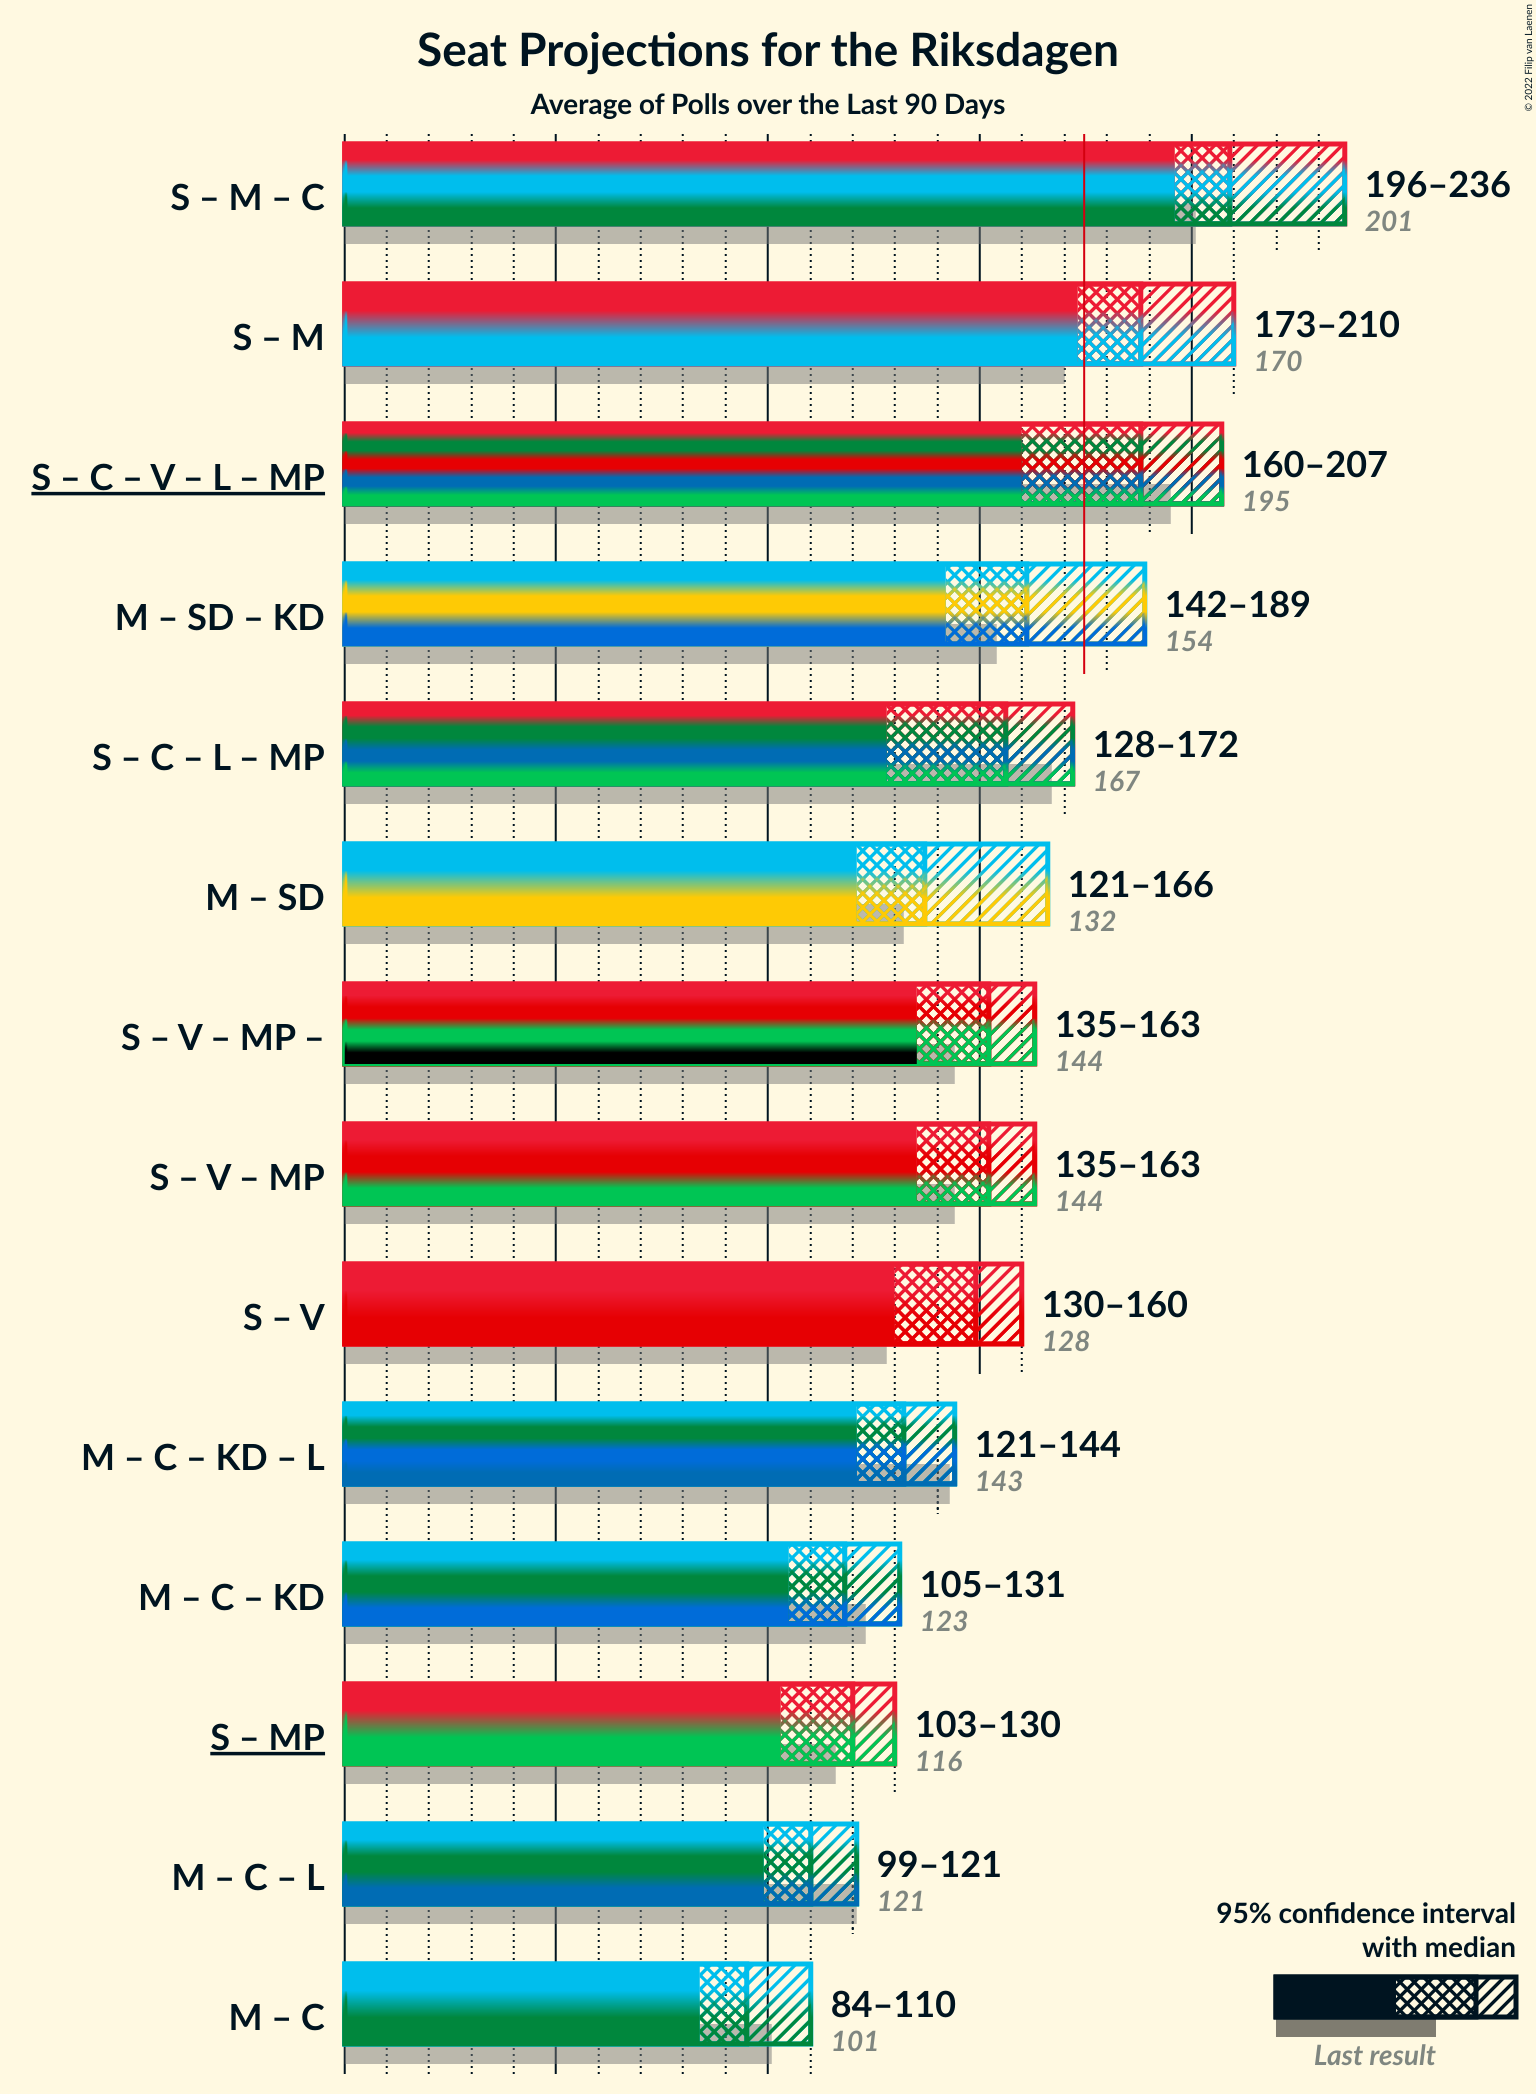 Seat Projections for the Riksdagen
Average of Polls over the Last 90 Days
© 2022 Filip van Laenen
S – M – C
196–236
201
S – M
173–210
170
S – C – V – L – MP
160–207
195
M – SD – KD
142–189
154
S – C – L – MP
128–172
167
M – SD
121–166
132
S – V – MP –
135–163
144
S – V – MP
135–163
144
S – V
130–160
128
M – C – KD – L
121–144
143
M – C – KD
105–131
123
S – MP
103–130
116
M – C – L
99–121
121
M – C
84–110
101
95% confidence interval
with median
Last result